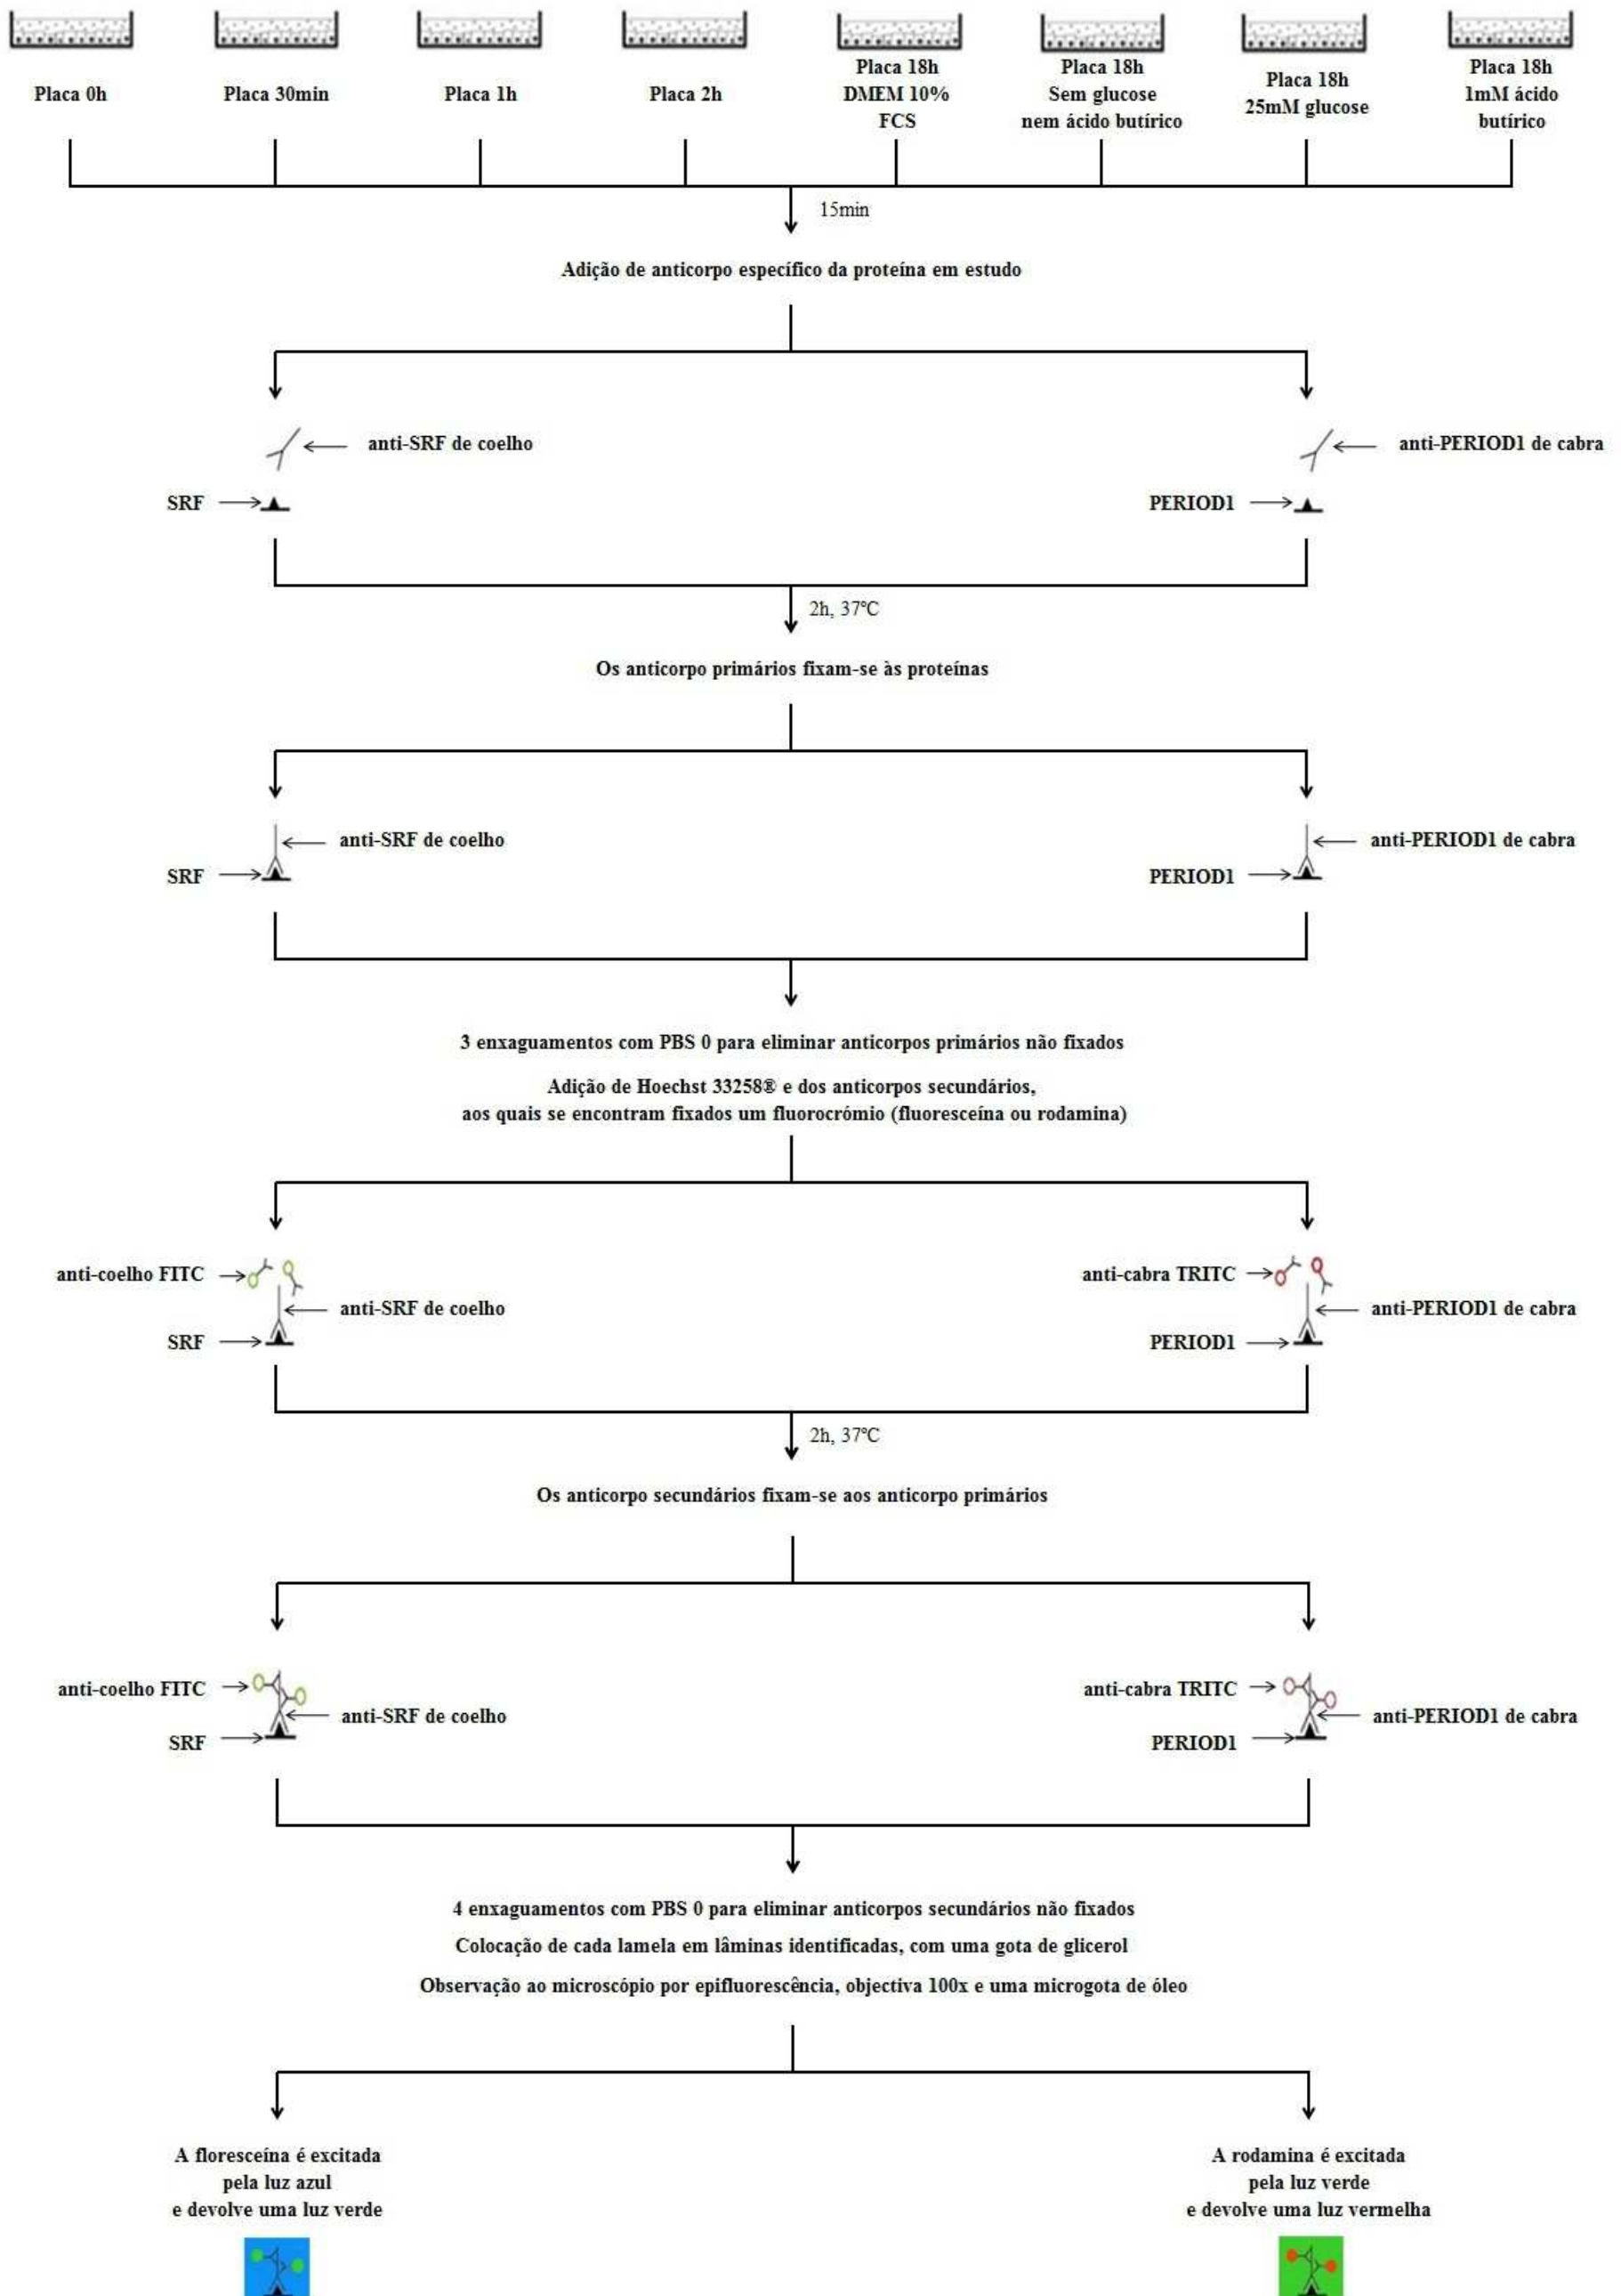 Placa 0h
Placa 30min
Placa 1h
Placa 2h
Placa 18h
DMEM 10%
FCS
Placa 18h
Sem glucose
nem ácido butírico
Placa 18h
25mM glucose
Placa 18h
1mM ácido
butírico
15min
Adição de anticorpo específico da proteína em estudo
anti-SRF de coelho
SRF
anti-PERIOD1 de cabra
PERIOD1
2h, 37ºC
Os anticorpo primários fixam-se às proteínas
anti-SRF de coelho
SRF
anti-PERIOD1 de cabra
PERIOD1
3 enxaguamentos com PBS 0 para eliminar anticorpos primários não fixados
Adição de Hoechst 33258® e dos anticorpos secundários,
aos quais se encontram fixados um fluorocrómio (fluoresceína ou rodamina)
anti-coelho FITC
anti-SRF de coelho
SRF
anti-cabra TRITC
anti-PERIOD1 de cabra
PERIOD1
2h, 37ºC
Os anticorpo secundários fixam-se aos anticorpo primários
anti-coelho FITC
anti-SRF de coelho
SRF
anti-cabra TRITC
anti-PERIOD1 de cabra
PERIOD1
4 enxaguamentos com PBS 0 para eliminar anticorpos secundários não fixados
Colocação de cada lamela em lâminas identificadas, com uma gota de glicerol
Observação ao microscópio por epifluorescência, objectiva 100x e uma microgota de óleo
A floresceína é excitada
pela luz azul
e devolve uma luz verde
A rodamina é excitada
pela luz verde
e devolve uma luz vermelha